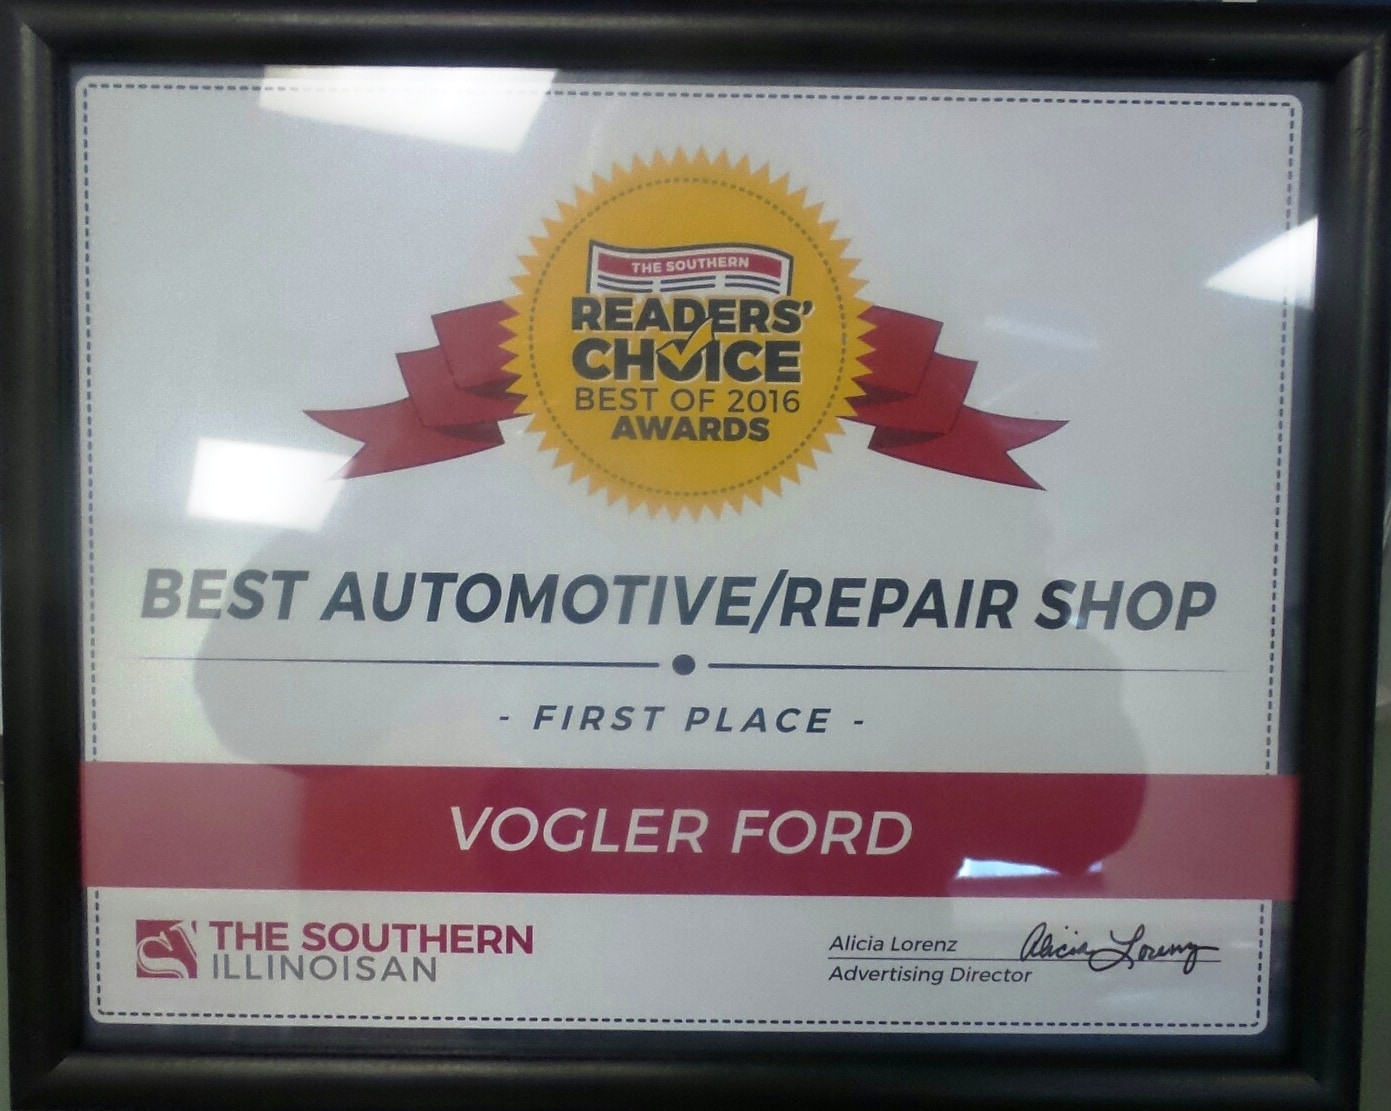 THE SOUTHERN
READERS'
CHOICE
BEST OF 2016
AWARDS
BEST AUTOMOTIVE/REPAIR SHOP
- FIRST PLACE -
VOGLER FORD
THE SOUTHERN
ILLINOISAN
Alicia Lorenz Alicia Lorenz
Advertising Director